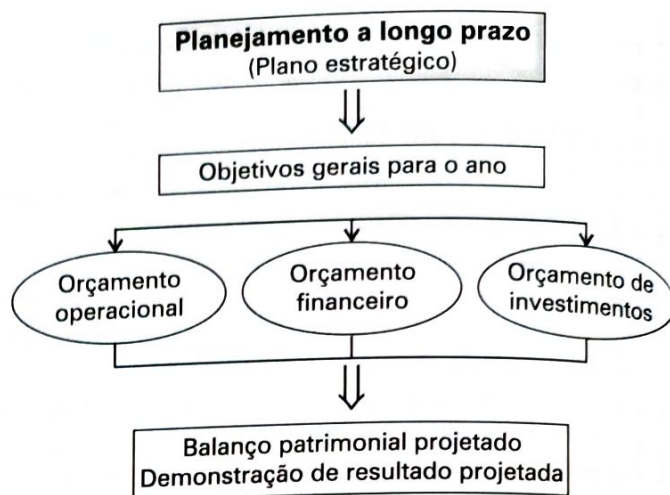 Planejamento a longo prazo
(Plano estratégico)
Objetivos gerais para o ano
Orçamento
operacional
Orçamento
financeiro
Orçamento de
investimentos
Balanço patrimonial projetado
Demonstração de resultado projetada